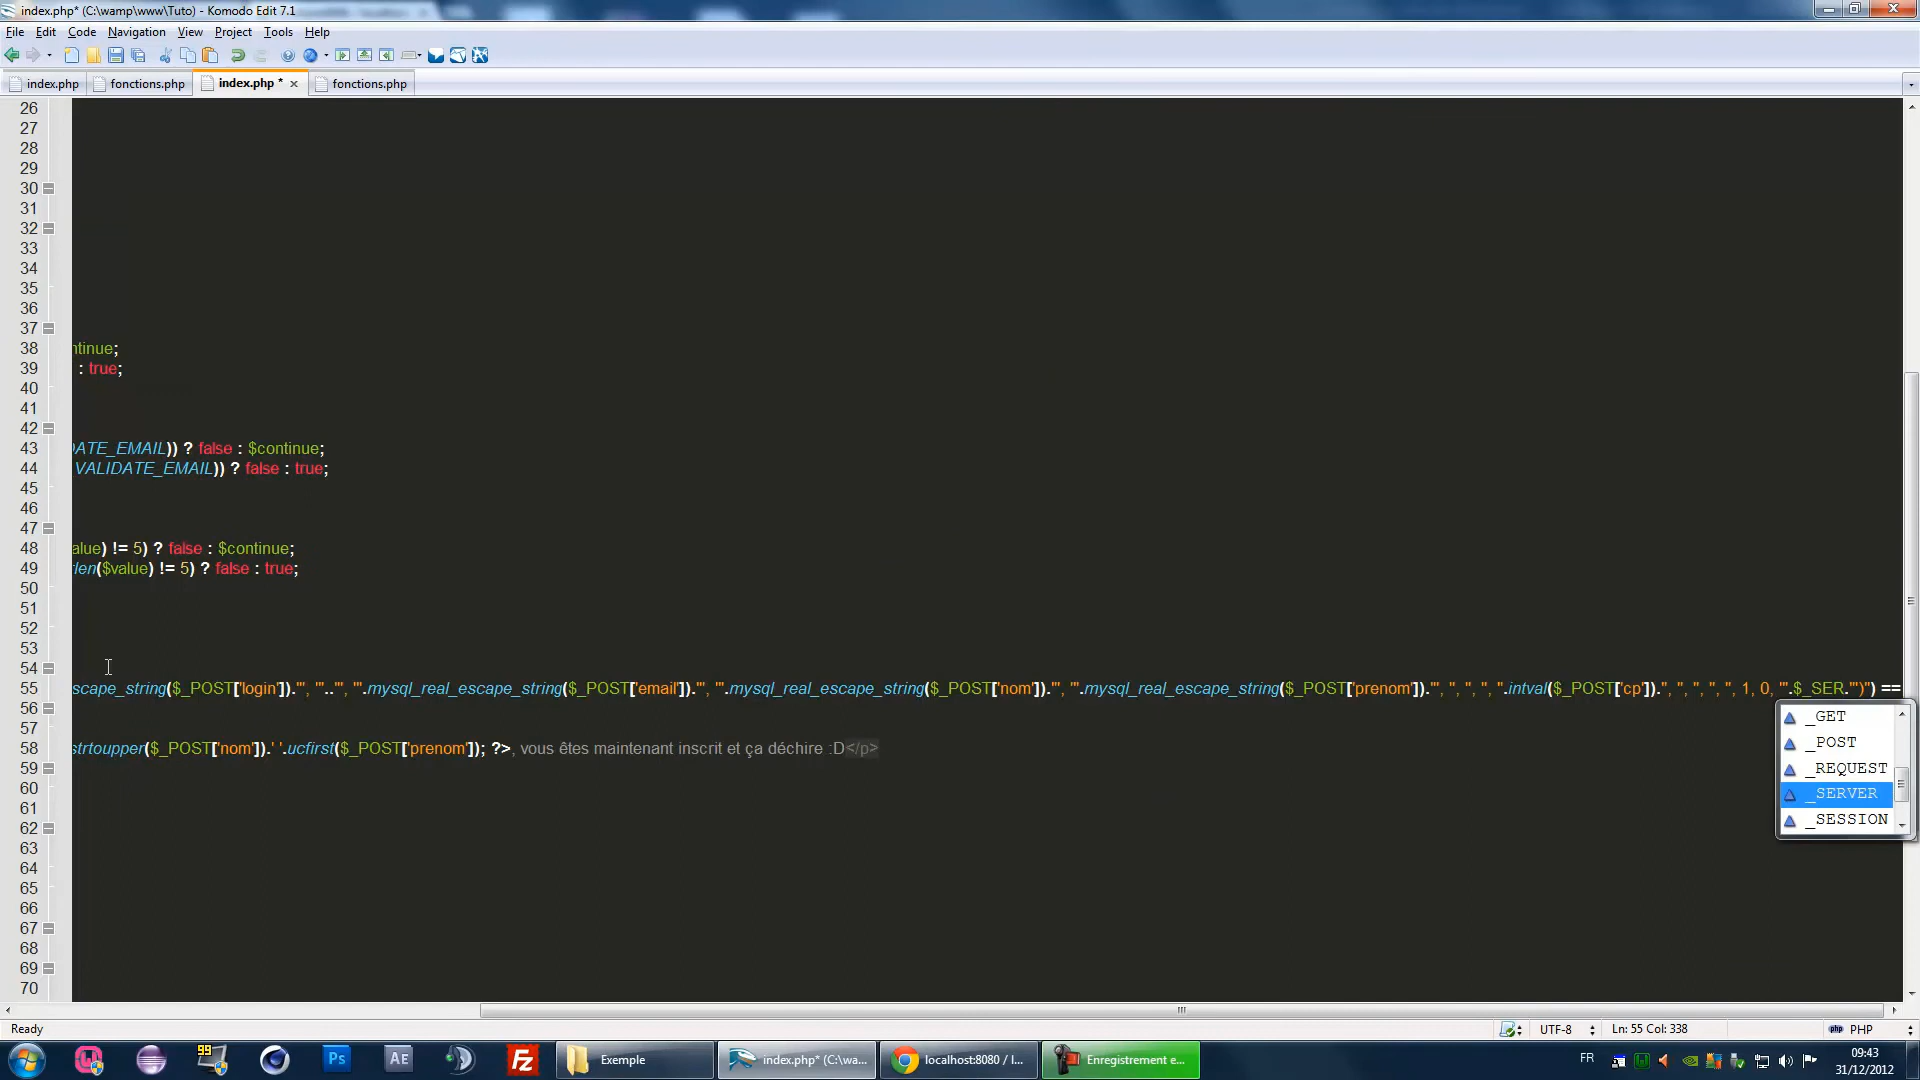 index.php* (C:\wamp\www\Tuto) - Komodo Edit 7.1
File Edit Code Navigation View Project Tools Help
index.php fonctions.php index.php * fonctions.php
26
27
28
29
30
31
32
33
34
35
36
37
38 ntinue;
39 : true;
40
41
42
43 DATE_EMAIL)) ? false : $continue;
44 VALIDATE_EMAIL)) ? false : true;
45
46
47
48 alue) != 5) ? false : $continue;
49 rlen($value) != 5) ? false : true;
50
51
52
53
54
55 scape_string($_POST['login'])."', '"..."', '".mysql_real_escape_string($_POST['email'])."', '".mysql_real_escape_string($_POST['nom'])."', '".mysql_real_escape_string($_POST['prenom'])."', '', '', '', ".intval($_POST['cp']).", '', '', '', '', 1, 0, '".$_SER."')") ==
56
57
58 strtoupper($_POST['nom']).' '.ucfirst($_POST['prenom']); ?>, vous êtes maintenant inscrit et ça déchire :D</p>
59
60
61
62
63
64
65
66
67
68
69
70
_GET
_POST
_REQUEST
_SERVER
_SESSION
Ready UTF-8 Ln: 55 Col: 338 PHP
99 Ps AE Fz Exemple index.php* (C:\wa... localhost:8080 / l... Enregistrement e... FR 09:43
31/12/2012